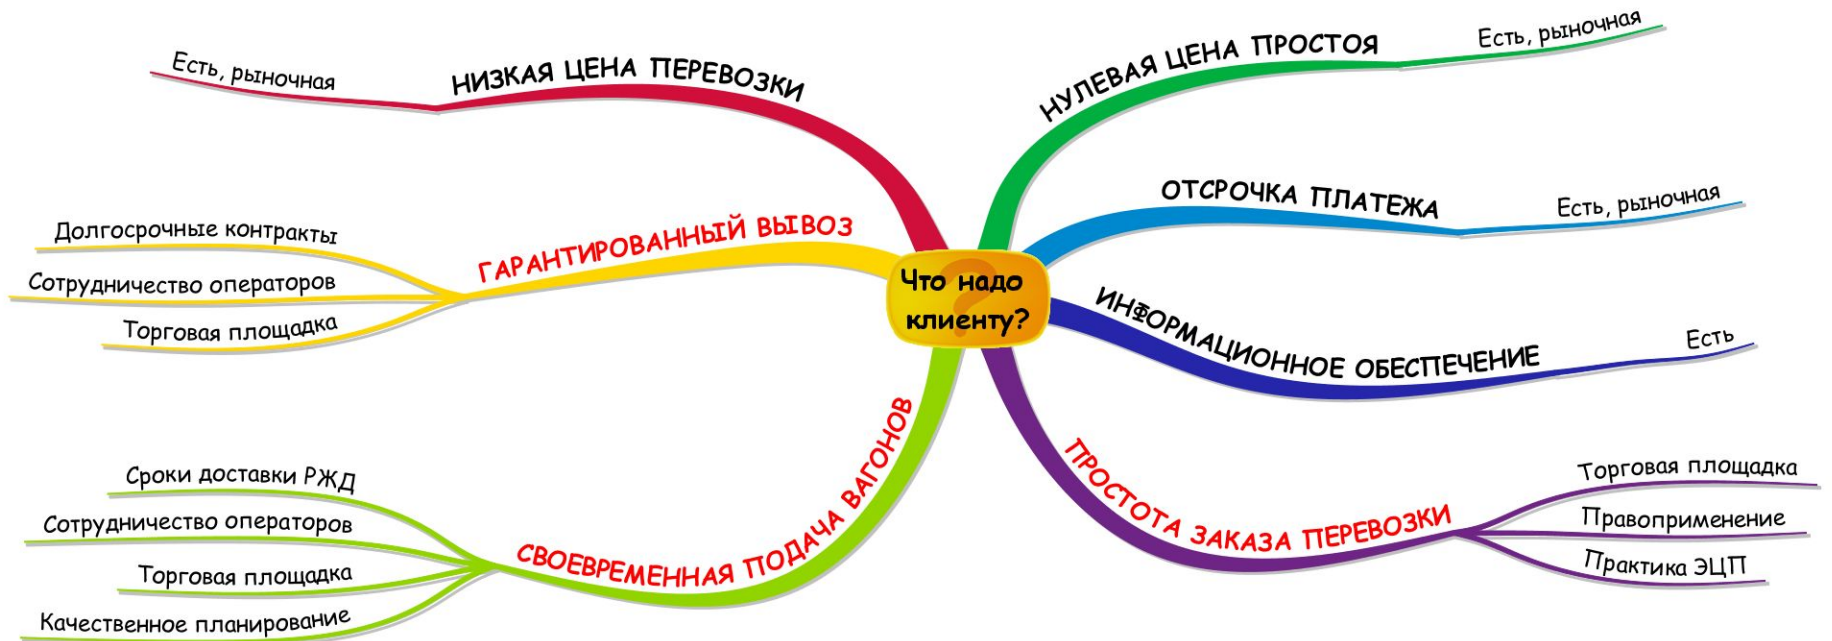 Что надо
клиенту?
НИЗКАЯ ЦЕНА ПЕРЕВОЗКИ
Есть, рыночная
ГАРАНТИРОВАННЫЙ ВЫВОЗ
Долгосрочные контракты
Сотрудничество операторов
Торговая площадка
СВОЕВРЕМЕННАЯ ПОДАЧА ВАГОНОВ
Сроки доставки РЖД
Сотрудничество операторов
Торговая площадка
Качественное планирование
НУЛЕВАЯ ЦЕНА ПРОСТОЯ
Есть, рыночная
ОТСРОЧКА ПЛАТЕЖА
Есть, рыночная
ИНФОРМАЦИОННОЕ ОБЕСПЕЧЕНИЕ
Есть
ПРОСТОТА ЗАКАЗА ПЕРЕВОЗКИ
Торговая площадка
Правоприменение
Практика ЭЦП